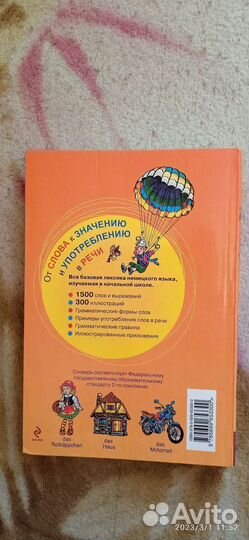 От СЛОВА к ЗНАЧЕНИЮ
и УПОТРЕБЛЕНИЮ
в РЕЧИ
Вся базовая лексика немецкого языка,
изучаемая в начальной школе.
1500 слов и выражений
300 иллюстраций
Грамматические формы слов
Примеры употребления слов в речи
Грамматические правила
Иллюстрированные приложения
Словарь соответствует Федеральному
государственному образовательному
стандарту 2-го поколения.
das
Rotkäppchen
das
Haus
das
Motorrad
Avito
2023/3/1 11:52